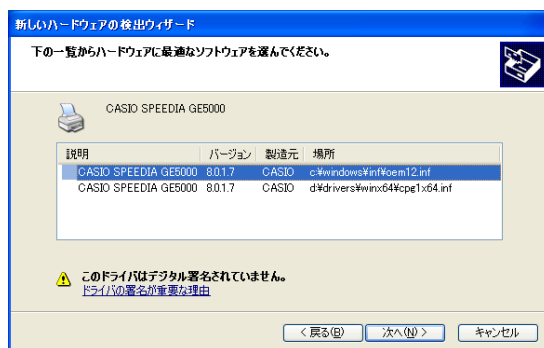 新しいハードウェアの検出ウィザード
下の一覧からハードウェアに最適なソフトウェアを選んでください。
CASIO SPEEDIA GE5000
説明 バージョン 製造元 場所
CASIO SPEEDIA GE5000 8.0.1.7 CASIO c:¥windows¥inf¥oem12.inf
CASIO SPEEDIA GE5000 8.0.1.7 CASIO d:¥drivers¥winx64¥cpg1x64.inf
このドライバはデジタル署名されていません。
ドライバの署名が重要な理由
< 戻る(B) 次へ(N) > キャンセル